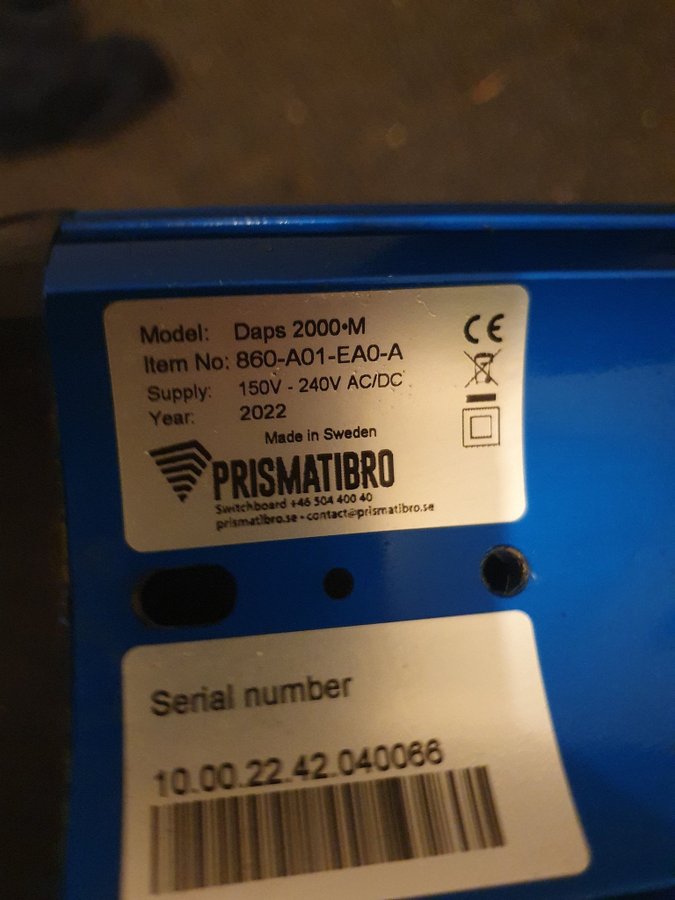 Model: Daps 2000•M
Item No: 860-A01-EA0-A
Supply: 150V - 240V AC/DC
Year: 2022
Made in Sweden
CE
PRISMATIBRO
Switchboard +46 504 400 40
prismatibro.se • contact@prismatibro.se
Serial number
10.00.22.42.040066